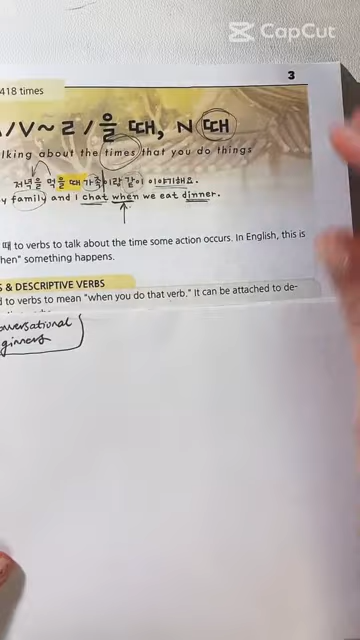 CapCut
3
418 times
/V~ㄹ/을 때, N 때
lking about the times that you do things
저녁을 먹을 때 가족이랑 같이 이야기해요.
y family and I chat when we eat dinner.
때 to verbs to talk about the time some action occurs. In English, this is
hen" something happens.
S & DESCRIPTIVE VERBS
d to verbs to mean "when you do that verb." It can be attached to de-
onversational
ginners